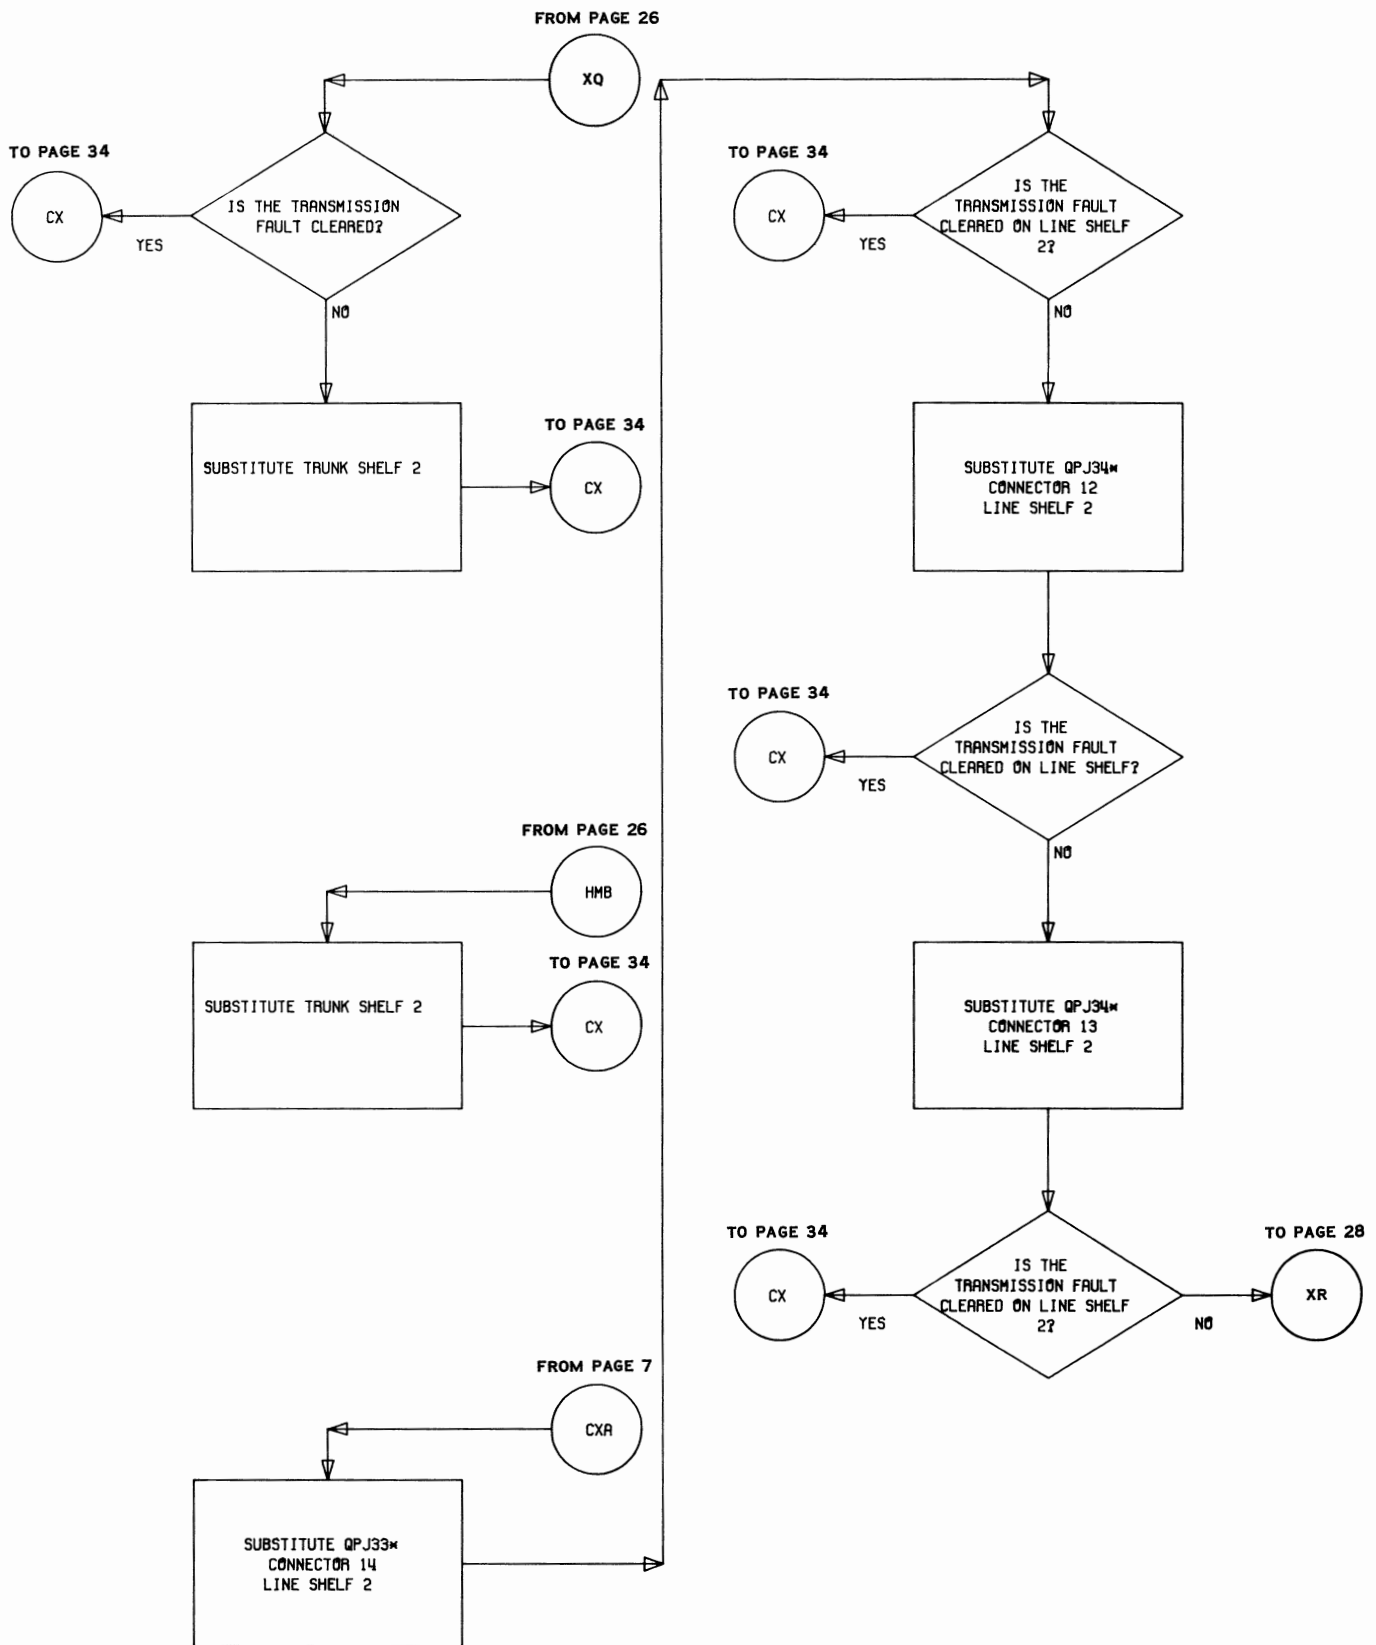 FROM PAGE 26
XQ
TO PAGE 34
CX
YES
IS THE TRANSMISSION
FAULT CLEARED?
NO
SUBSTITUTE TRUNK SHELF 2
TO PAGE 34
CX
FROM PAGE 26
HMB
SUBSTITUTE TRUNK SHELF 2
TO PAGE 34
CX
FROM PAGE 7
CXA
SUBSTITUTE QPJ33*
CONNECTOR 14
LINE SHELF 2
TO PAGE 34
CX
YES
IS THE
TRANSMISSION FAULT
CLEARED ON LINE SHELF
2?
NO
SUBSTITUTE QPJ34*
CONNECTOR 12
LINE SHELF 2
TO PAGE 34
CX
YES
IS THE
TRANSMISSION FAULT
CLEARED ON LINE SHELF?
NO
SUBSTITUTE QPJ34*
CONNECTOR 13
LINE SHELF 2
TO PAGE 34
CX
YES
IS THE
TRANSMISSION FAULT
CLEARED ON LINE SHELF
2?
NO
TO PAGE 28
XR